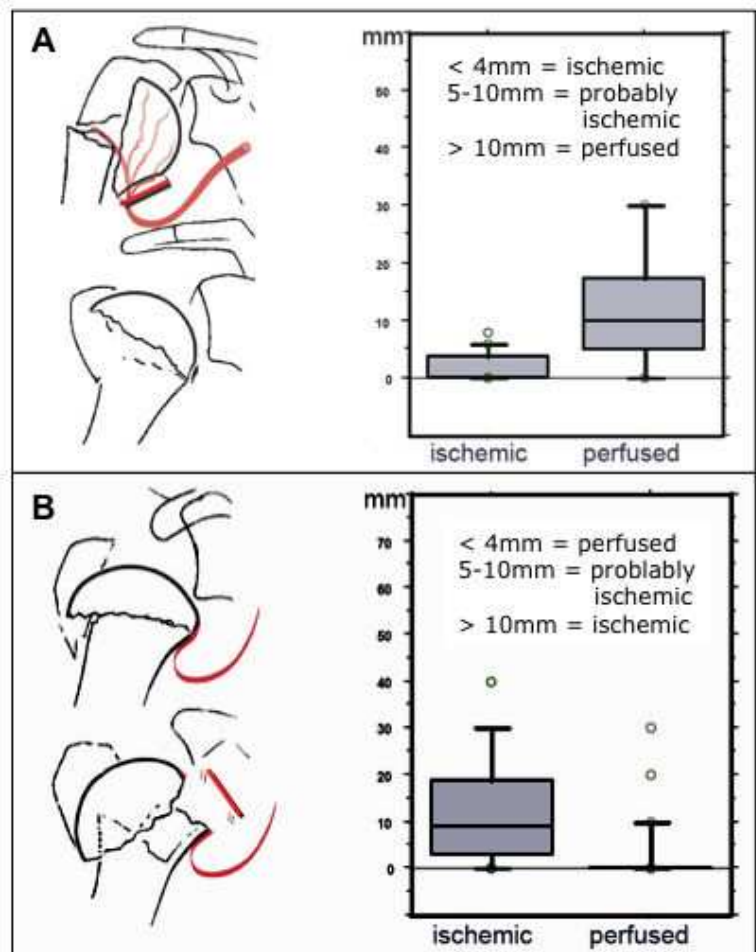 A
mm
< 4mm = ischemic
5-10mm = probably
ischemic
> 10mm = perfused
50
40
30
20
10
0
ischemic perfused
B
mm
< 4mm = perfused
5-10mm = problably
ischemic
> 10mm = ischemic
70
60
50
40
30
20
10
0
ischemic perfused